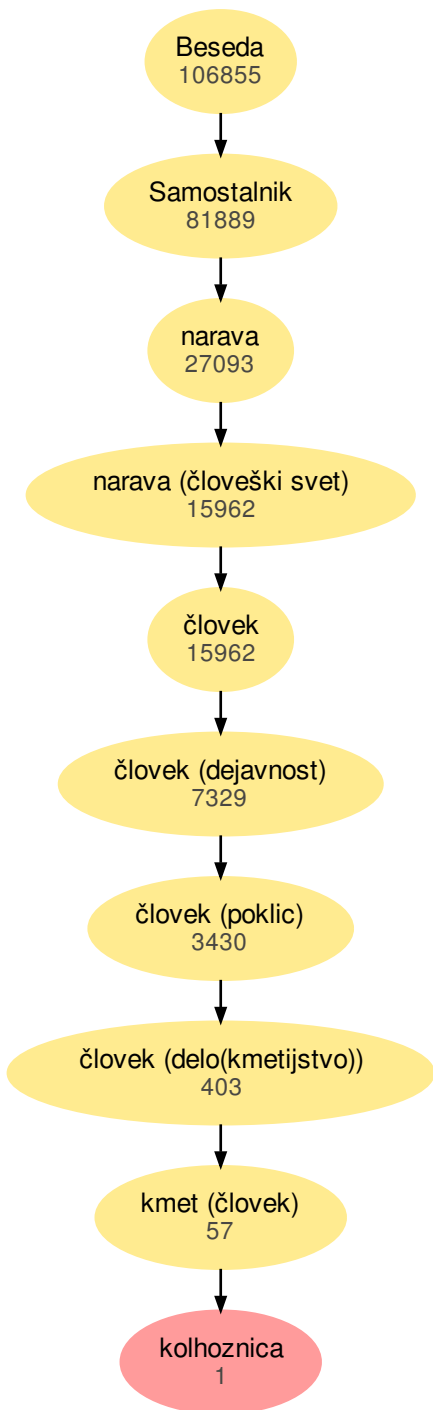 Beseda
106855
Samostalnik
81889
narava
27093
narava (človeški svet)
15962
človek
15962
človek (dejavnost)
7329
človek (poklic)
3430
človek (delo(kmetijstvo))
403
kmet (človek)
57
kolhoznica
1